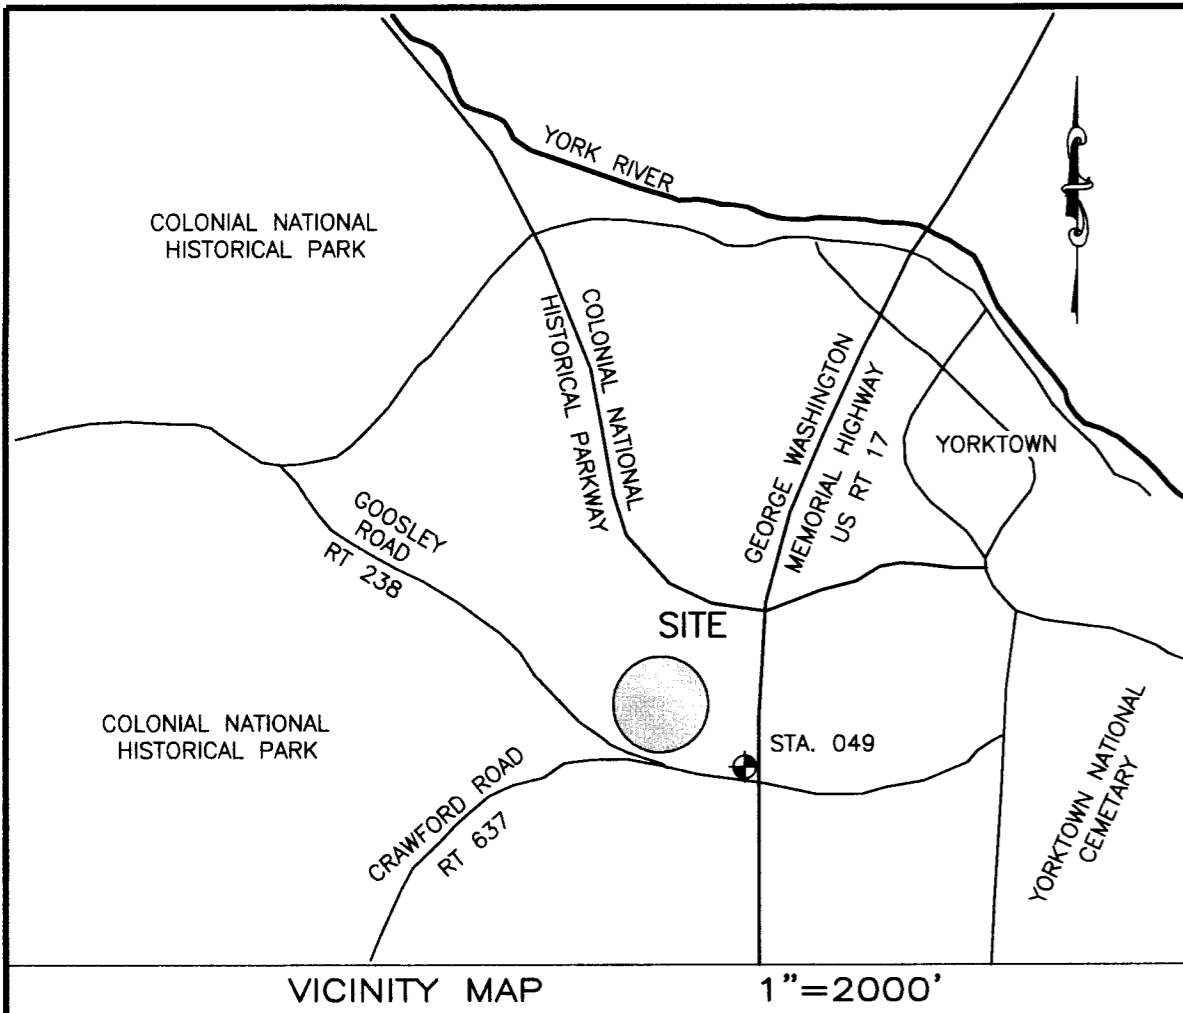 YORK RIVER
COLONIAL NATIONAL
HISTORICAL PARK
COLONIAL NATIONAL
HISTORICAL PARKWAY
GEORGE WASHINGTON
MEMORIAL HIGHWAY
US RT 17
YORKTOWN
GOOSLEY
ROAD
RT 238
SITE
COLONIAL NATIONAL
HISTORICAL PARK
STA. 049
CRAWFORD ROAD
RT 637
YORKTOWN NATIONAL
CEMETARY
VICINITY MAP 1"=2000'